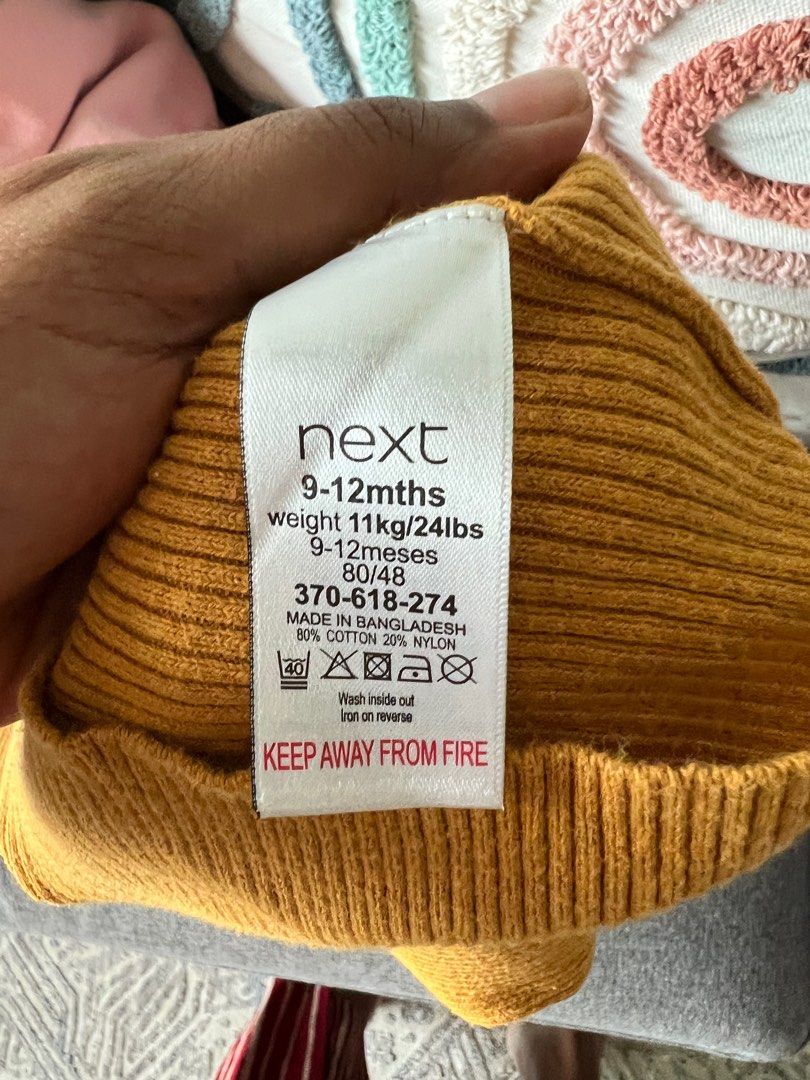 next
9-12mths
weight 11kg/24lbs
9-12meses
80/48
370-618-274
MADE IN BANGLADESH
80% COTTON 20% NYLON
40
Wash inside out
Iron on reverse
KEEP AWAY FROM FIRE